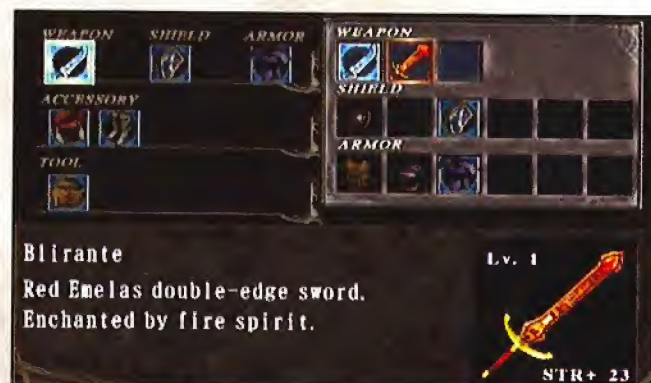 WEAPON SHIELD ARMOR
ACCESSORY
TOOL
WEAPON
SHIELD
ARMOR
Blirante
Red Emelas double-edge sword.
Enchanted by fire spirit.
Lv. 1
STR+ 23